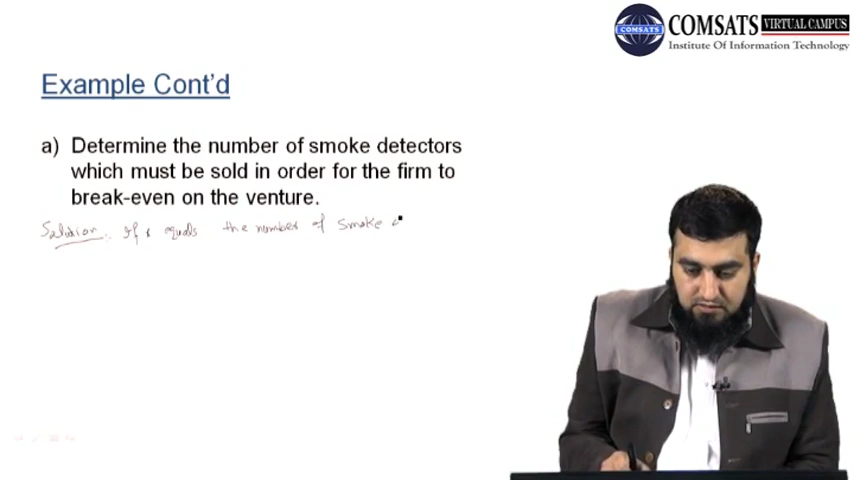 COMSATS VIRTUAL CAMPUS
COMSATS
Institute Of Information Technology
Example Cont'd
a) Determine the number of smoke detectors
which must be sold in order for the firm to
break-even on the venture.
Solution: If x equals the number of smoke